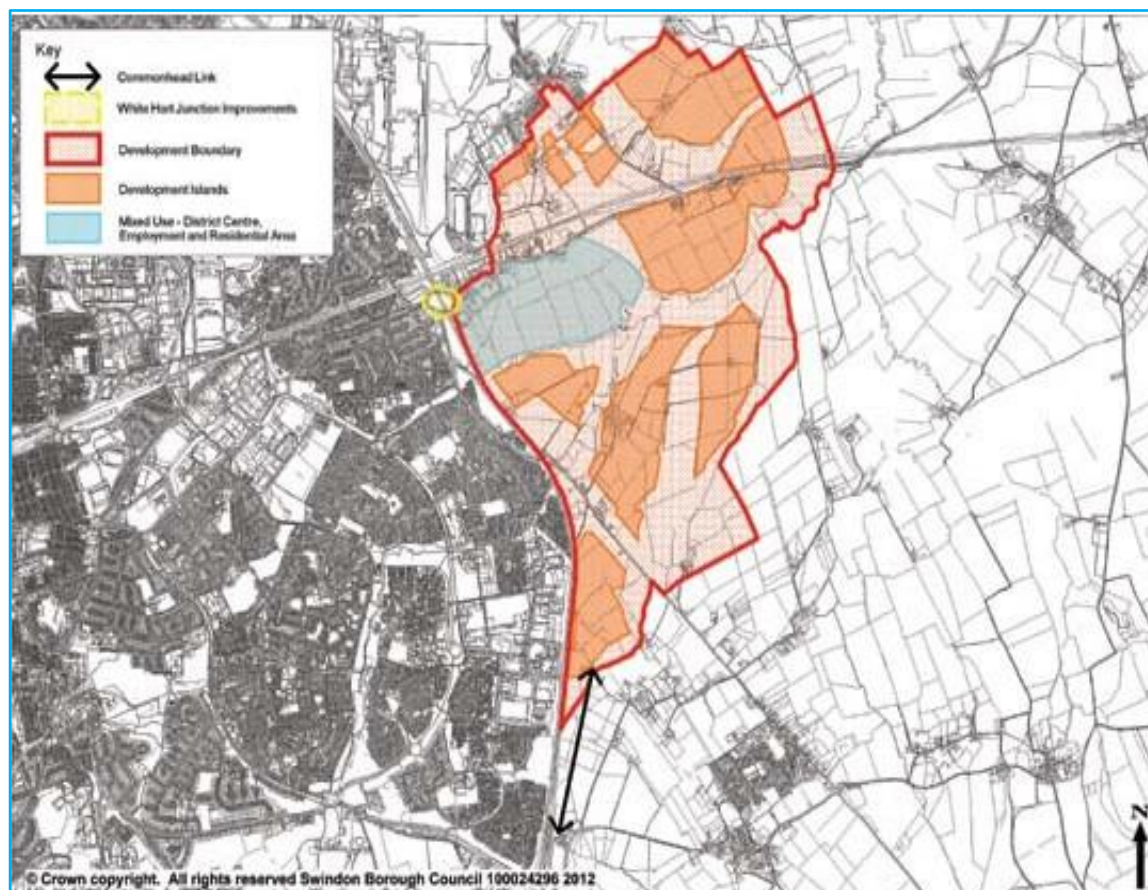 Key
Commonhead Link
White Hart Junction Improvements
Development Boundary
Development Islands
Mixed Use - District Centre,
Employment and Residential Area
N
© Crown copyright. All rights reserved Swindon Borough Council 100024296 2012